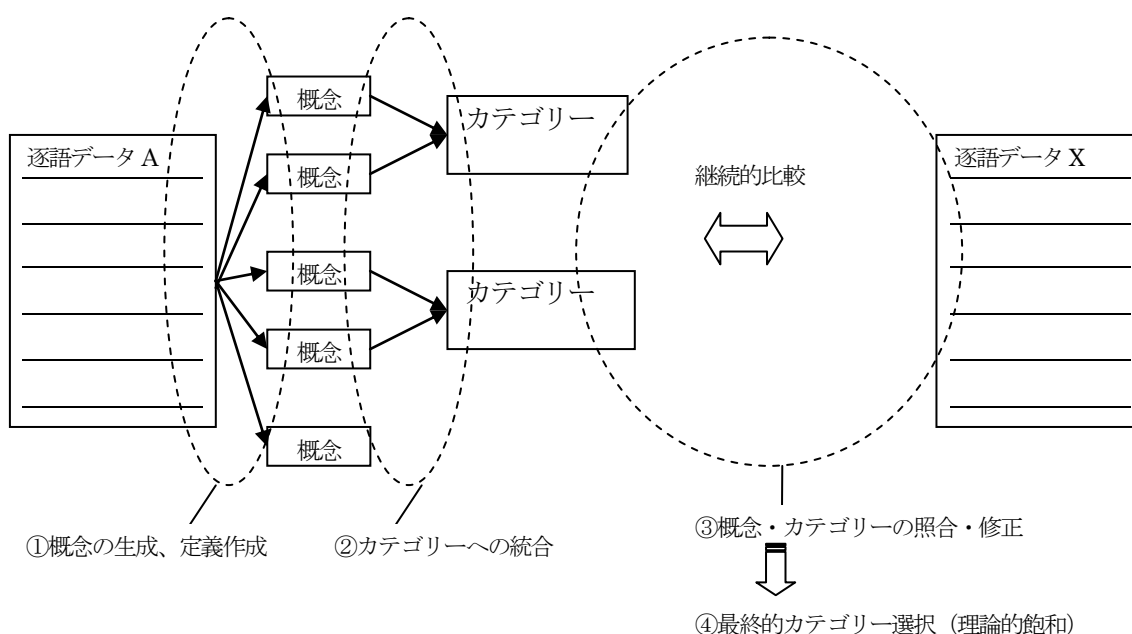 概念
カテゴリー
逐語データ A
概念
継続的比較
逐語データ X
概念
カテゴリー
概念
概念
①概念の生成、定義作成
②カテゴリーへの統合
③概念・カテゴリーの照合・修正
④最終的カテゴリー選択（理論的飽和）